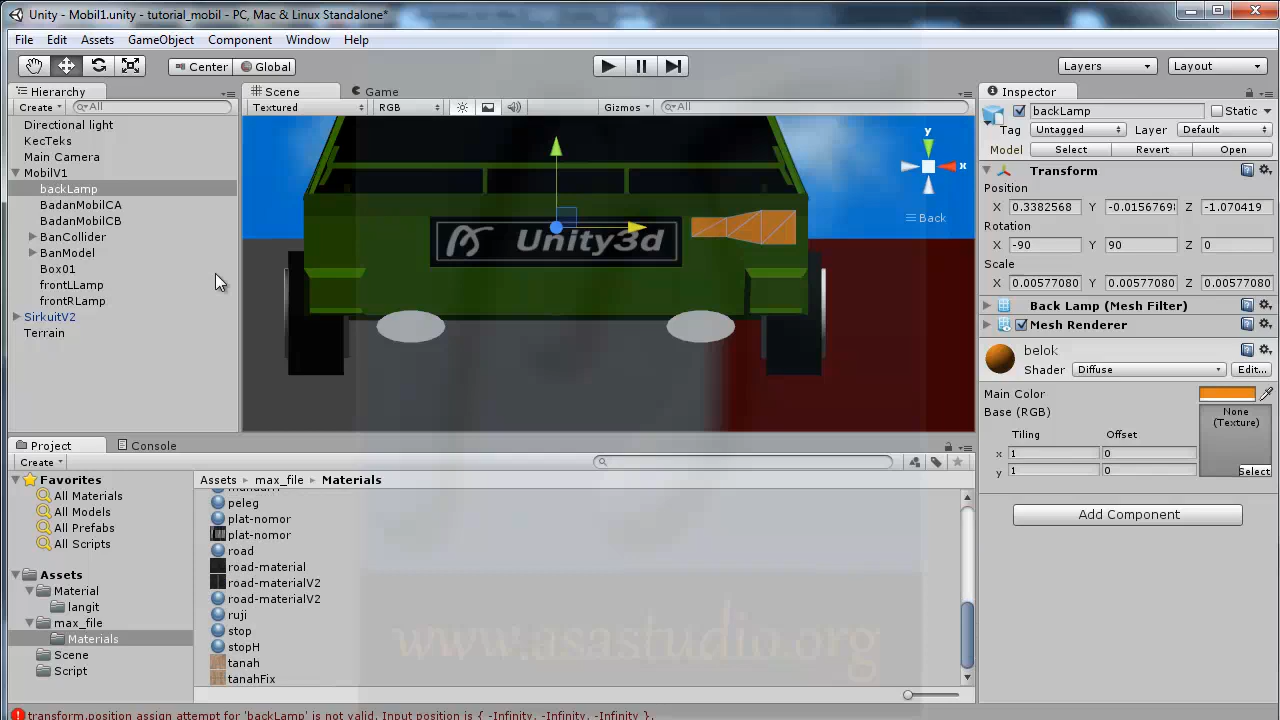 Unity - Mobil1.unity - tutorial_mobil - PC, Mac & Linux Standalone*
File Edit Assets GameObject Component Window Help
Center Global Layers Layout
Hierarchy
Create All
Directional light
KecTeks
Main Camera
MobilV1
backLamp
BadanMobilCA
BadanMobilCB
BanCollider
BanModel
Box01
frontLLamp
frontRLamp
SirkuitV2
Terrain
Scene Game
Textured RGB Gizmos All
y
x
Back
Unity3d
Inspector
backLamp Static
Tag Untagged Layer Default
Model Select Revert Open
Transform
Position
X 0.3382568 Y -0.0156769 Z -1.070419
Rotation
X -90 Y 90 Z 0
Scale
X 0.00577080 Y 0.00577080 Z 0.00577080
Back Lamp (Mesh Filter)
Mesh Renderer
belok
Shader Diffuse Edit...
Main Color
Base (RGB)
None
(Texture)
Tiling Offset
x 1 0
y 1 0
Select
Add Component
Project Console
Create
Favorites
All Materials
All Models
All Prefabs
All Scripts
Assets
Material
langit
max_file
Materials
Scene
Script
Assets max_file Materials
peleg
plat-nomor
plat-nomor
road
road-material
road-materialV2
road-materialV2
ruji
stop
stopH
tanah
tanahFix
www.asastudio.org
transform.position assign attempt for 'backLamp' is not valid. Input position is { -Infinity, -Infinity, -Infinity }.